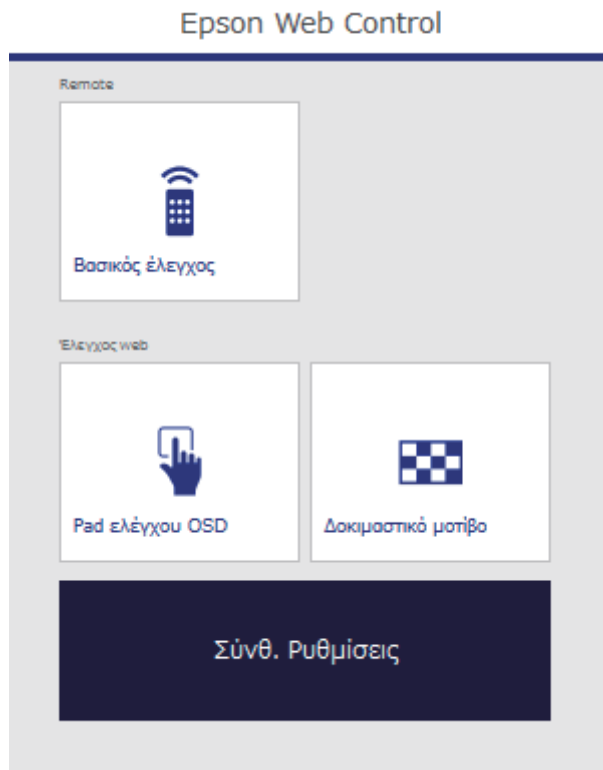 Epson Web Control
Remote
Βασικός έλεγχος
Έλεγχος web
Pad ελέγχου OSD
Δοκιμαστικό μοτίβο
Σύνθ. Ρυθμίσεις